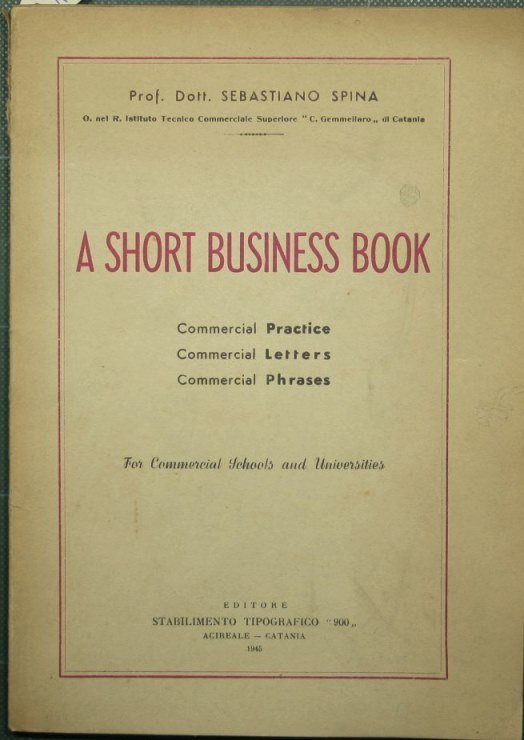 Prof. Dott. SEBASTIANO SPINA
O. nel R. Istituto Tecnico Commerciale Superiore "C. Gemmellaro„ di Catania
A SHORT BUSINESS BOOK
Commercial Practice
Commercial Letters
Commercial Phrases
For Commercial Schools and Universities
EDITORE
STABILIMENTO TIPOGRAFICO "900„
ACIREALE — CATANIA
1945